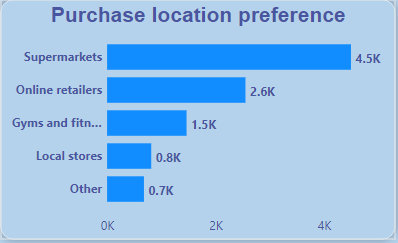 Purchase location preference
Supermarkets 4.5K
Online retailers 2.6K
Gyms and fitn... 1.5K
Local stores 0.8K
Other 0.7K
0K 2K 4K